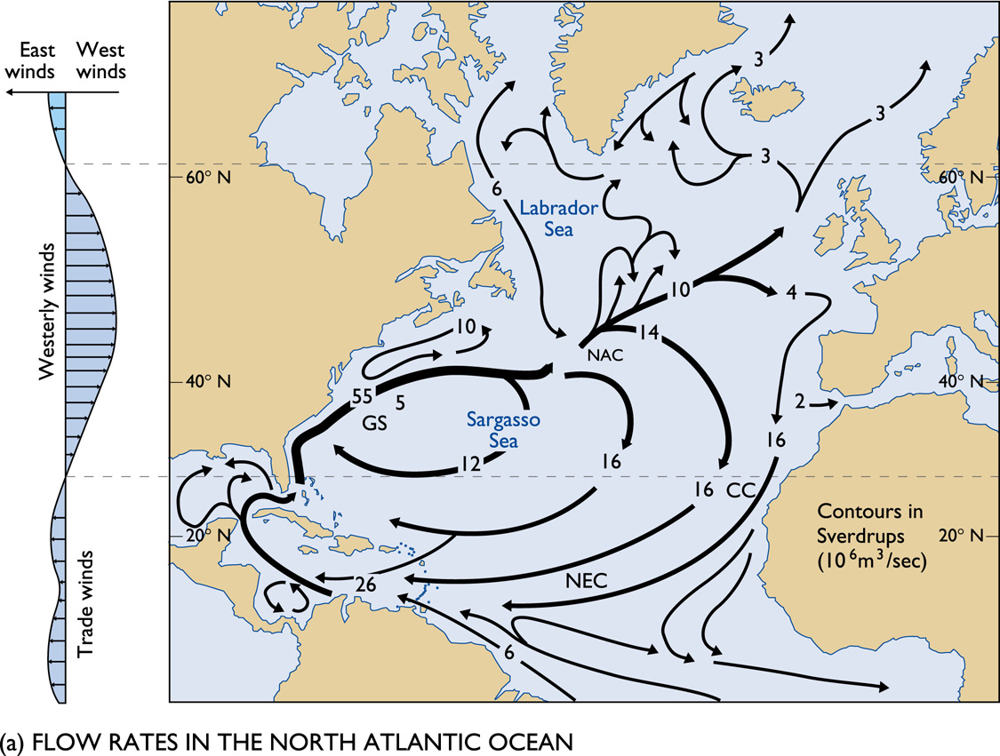 East West
winds winds
Westerly winds
Trade winds
3
3
3
60° N
60° N
6
Labrador
Sea
10
4
10
14
NAC
40° N
40° N
55 5
2
GS
Sargasso
Sea
16
12
16
16 CC
Contours in
Sverdrups
(10⁶m³/sec)
20° N
20° N
26
NEC
6
(a) FLOW RATES IN THE NORTH ATLANTIC OCEAN